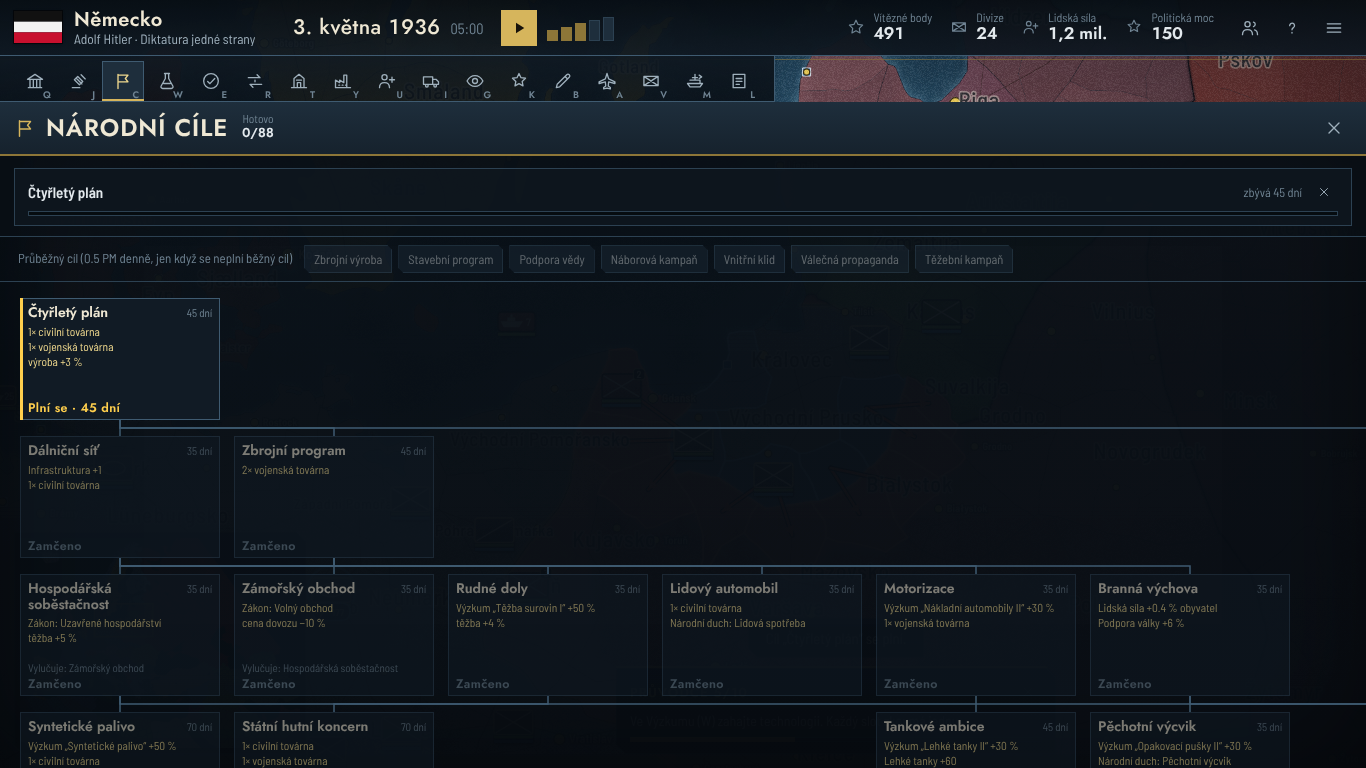 Německo
Adolf Hitler · Diktatura jedné strany
3. května 1936 05:00
Vítězné body
491
Divize
24
Lidská síla
1,2 mil.
Politická moc
150
?
Q J C W E R T Y U I G K B A V M L
Pskov
Riga
NÁRODNÍ CÍLE
Hotovo
0/88
Čtyřletý plán
zbývá 45 dní
Průběžný cíl (0.5 PM denně, jen když se neplní běžný cíl)
Zbrojní výroba
Stavební program
Podpora vědy
Náborová kampaň
Vnitřní klid
Válečná propaganda
Těžební kampaň
Čtyřletý plán
45 dní
1× civilní továrna
1× vojenská továrna
výroba +3 %
Plní se · 45 dní
Dálniční síť
35 dní
Infrastruktura +1
1× civilní továrna
Zamčeno
Zbrojní program
45 dní
2× vojenská továrna
Zamčeno
Hospodářská
soběstačnost
35 dní
Zákon: Uzavřené hospodářství
těžba +5 %
Vylučuje: Zámořský obchod
Zamčeno
Zámořský obchod
35 dní
Zákon: Volný obchod
cena dovozu −10 %
Vylučuje: Hospodářská soběstačnost
Zamčeno
Rudné doly
35 dní
Výzkum „Těžba surovin I" +50 %
těžba +4 %
Zamčeno
Lidový automobil
35 dní
1× civilní továrna
Národní duch: Lidová spotřeba
Zamčeno
Motorizace
35 dní
Výzkum „Nákladní automobily II" +30 %
1× vojenská továrna
Zamčeno
Branná výchova
35 dní
Lidská síla +0.4 % obyvatel
Podpora války +6 %
Zamčeno
Syntetické palivo
70 dní
Výzkum „Syntetické palivo" +50 %
1× civilní továrna
Státní hutní koncern
70 dní
1× civilní továrna
1× vojenská továrna
Tankové ambice
45 dní
Výzkum „Lehké tanky II" +30 %
Lehké tanky +60
Pěchotní výcvik
35 dní
Výzkum „Opakovací pušky II" +30 %
Národní duch: Pěchotní výcvik